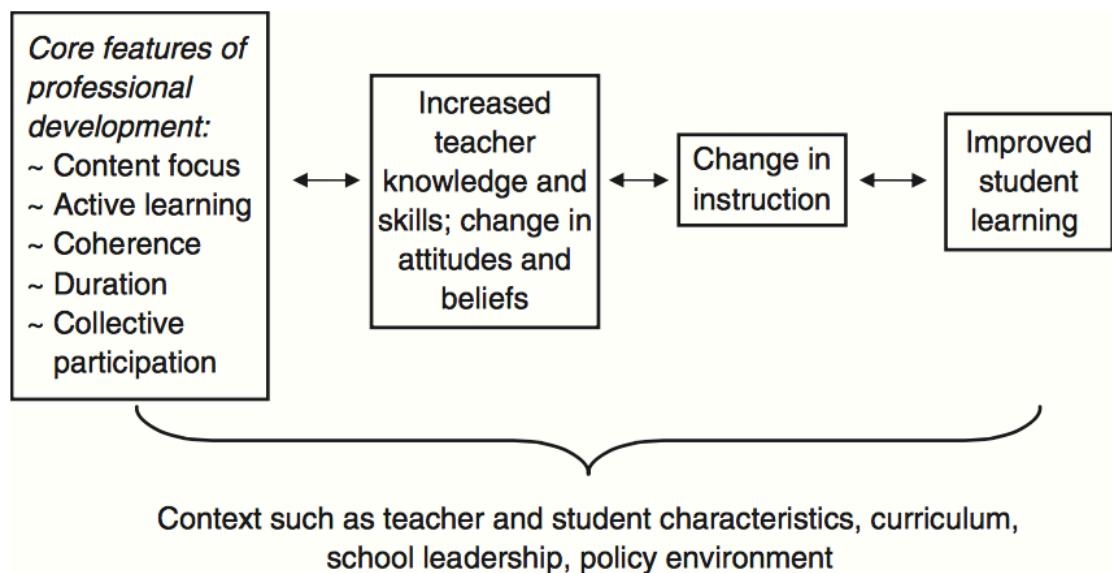 Core features of
professional
development:
~ Content focus
~ Active learning
~ Coherence
~ Duration
~ Collective
participation
Increased
teacher
knowledge and
skills; change in
attitudes and
beliefs
Change in
instruction
Improved
student
learning
Context such as teacher and student characteristics, curriculum,
school leadership, policy environment